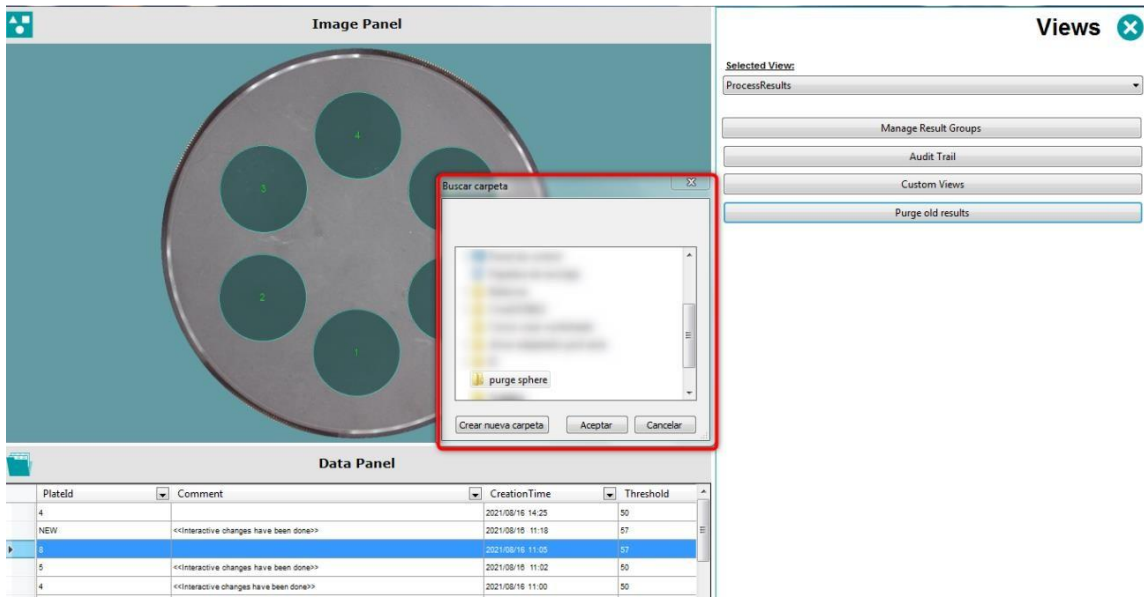 Image Panel
4
3
2
1
Buscar carpeta
purge sphere
Crear nueva carpeta
Aceptar
Cancelar
Data Panel
PlateId Comment CreationTime Threshold
4 2021/08/16 14:25 50
NEW <<Interactive changes have been done>> 2021/08/16 11:18 57
8 2021/08/16 11:05 57
5 <<Interactive changes have been done>> 2021/08/16 11:02 50
4 <<Interactive changes have been done>> 2021/08/16 11:00 50
Views
Selected View:
ProcessResults
Manage Result Groups
Audit Trail
Custom Views
Purge old results